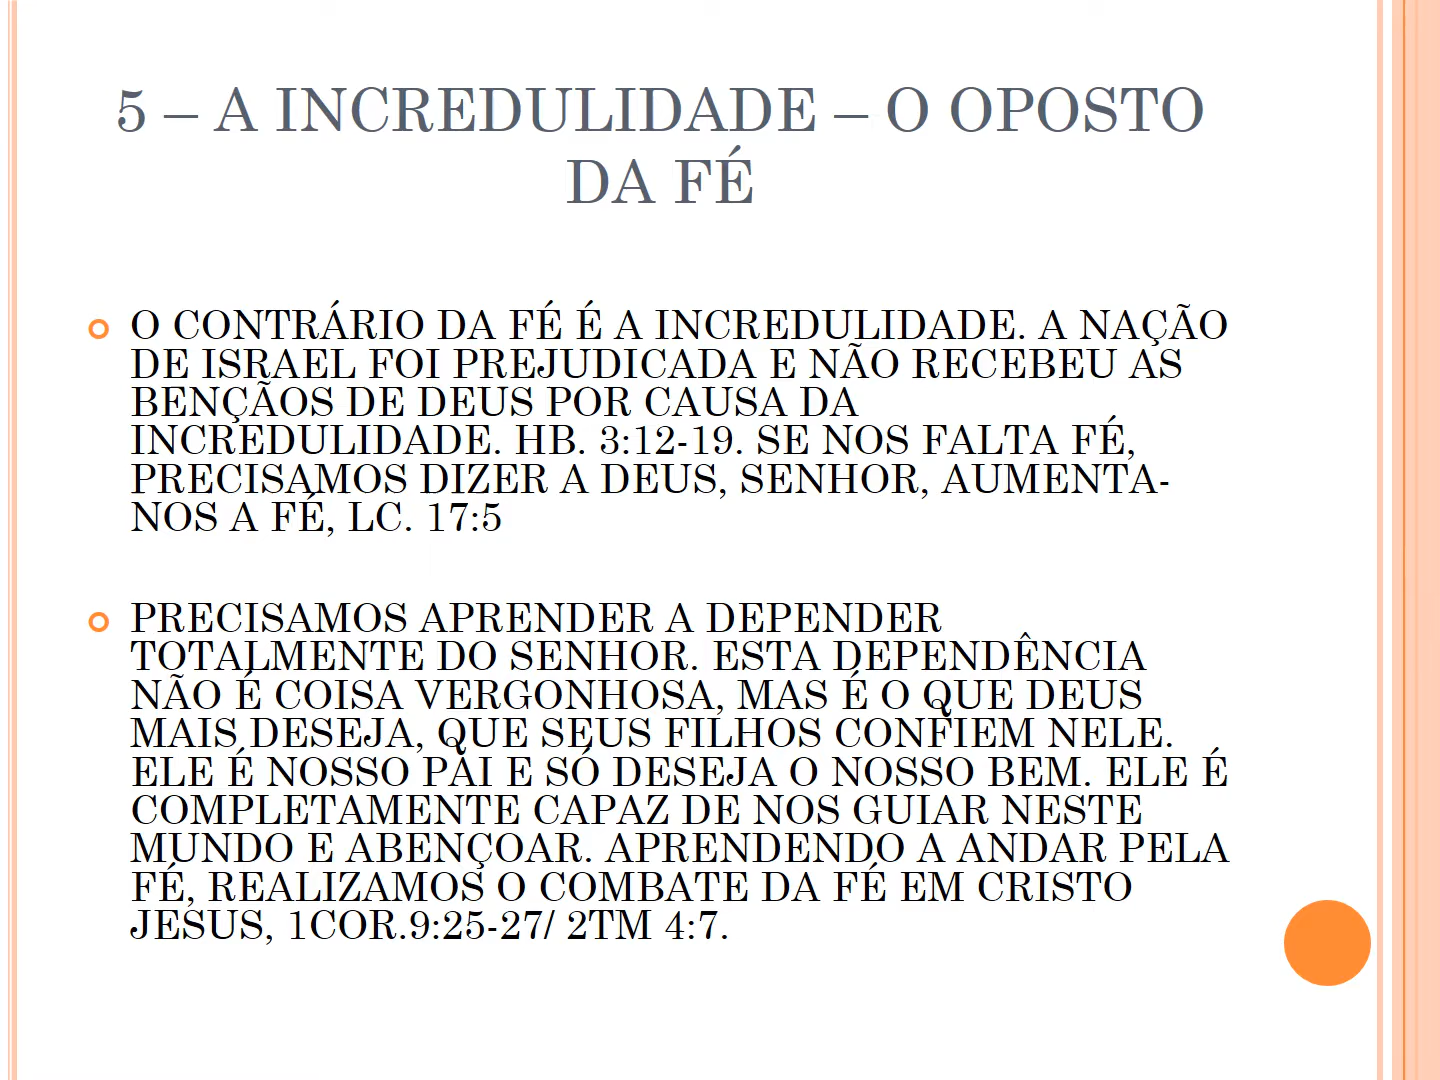 5 – A INCREDULIDADE – O OPOSTO
DA FÉ
O CONTRÁRIO DA FÉ É A INCREDULIDADE. A NAÇÃO
DE ISRAEL FOI PREJUDICADA E NÃO RECEBEU AS
BENÇÃOS DE DEUS POR CAUSA DA
INCREDULIDADE. HB. 3:12-19. SE NOS FALTA FÉ,
PRECISAMOS DIZER A DEUS, SENHOR, AUMENTA-
NOS A FÉ, LC. 17:5
PRECISAMOS APRENDER A DEPENDER
TOTALMENTE DO SENHOR. ESTA DEPENDÊNCIA
NÃO É COISA VERGONHOSA, MAS É O QUE DEUS
MAIS DESEJA, QUE SEUS FILHOS CONFIEM NELE.
ELE É NOSSO PAI E SÓ DESEJA O NOSSO BEM. ELE É
COMPLETAMENTE CAPAZ DE NOS GUIAR NESTE
MUNDO E ABENÇOAR. APRENDENDO A ANDAR PELA
FÉ, REALIZAMOS O COMBATE DA FÉ EM CRISTO
JESUS, 1COR.9:25-27/ 2TM 4:7.